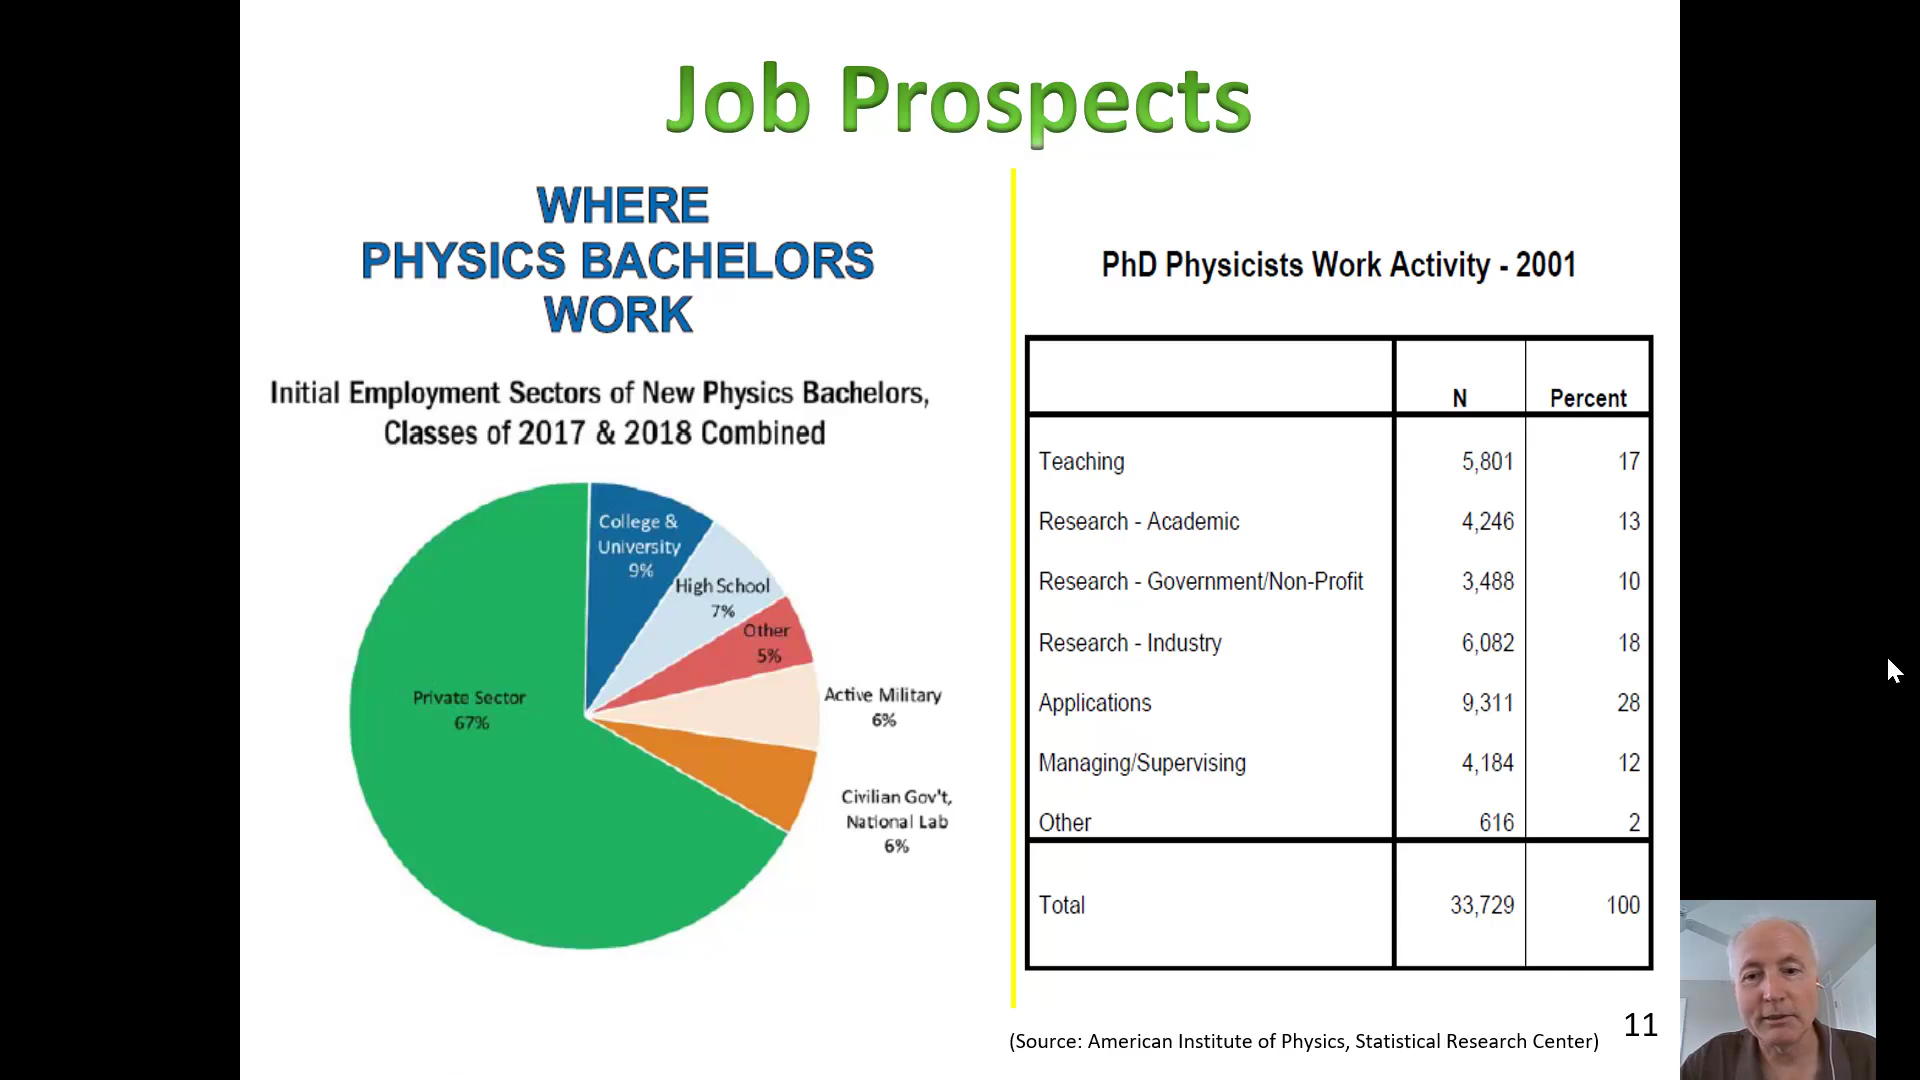 Job Prospects
WHERE
PHYSICS BACHELORS
WORK
Initial Employment Sectors of New Physics Bachelors,
Classes of 2017 & 2018 Combined
College &
University
9%
High School
7%
Other
5%
Active Military
6%
Private Sector
67%
Civilian Gov't,
National Lab
6%
PhD Physicists Work Activity - 2001
N Percent
Teaching 5,801 17
Research - Academic 4,246 13
Research - Government/Non-Profit 3,488 10
Research - Industry 6,082 18
Applications 9,311 28
Managing/Supervising 4,184 12
Other 616 2
Total 33,729 100
(Source: American Institute of Physics, Statistical Research Center)
11